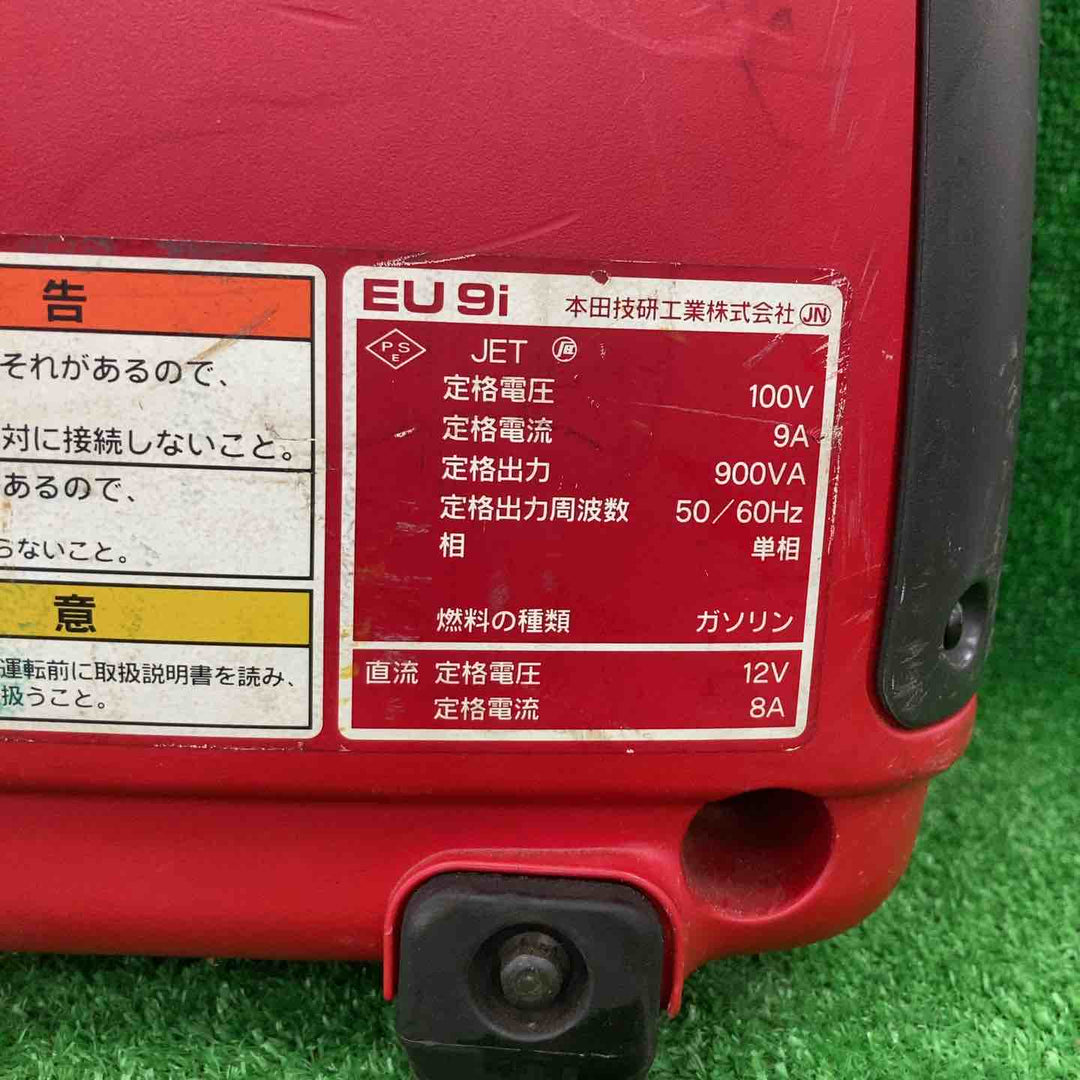 告
それがあるので、
対に接続しないこと。
あるので、
らないこと。
意
運転前に取扱説明書を読み、
扱うこと。
EU 9i 本田技研工業株式会社 JN
PSE JET
定格電圧 100V
定格電流 9A
定格出力 900VA
定格出力周波数 50/60Hz
相 単相
燃料の種類 ガソリン
直流 定格電圧 12V
定格電流 8A